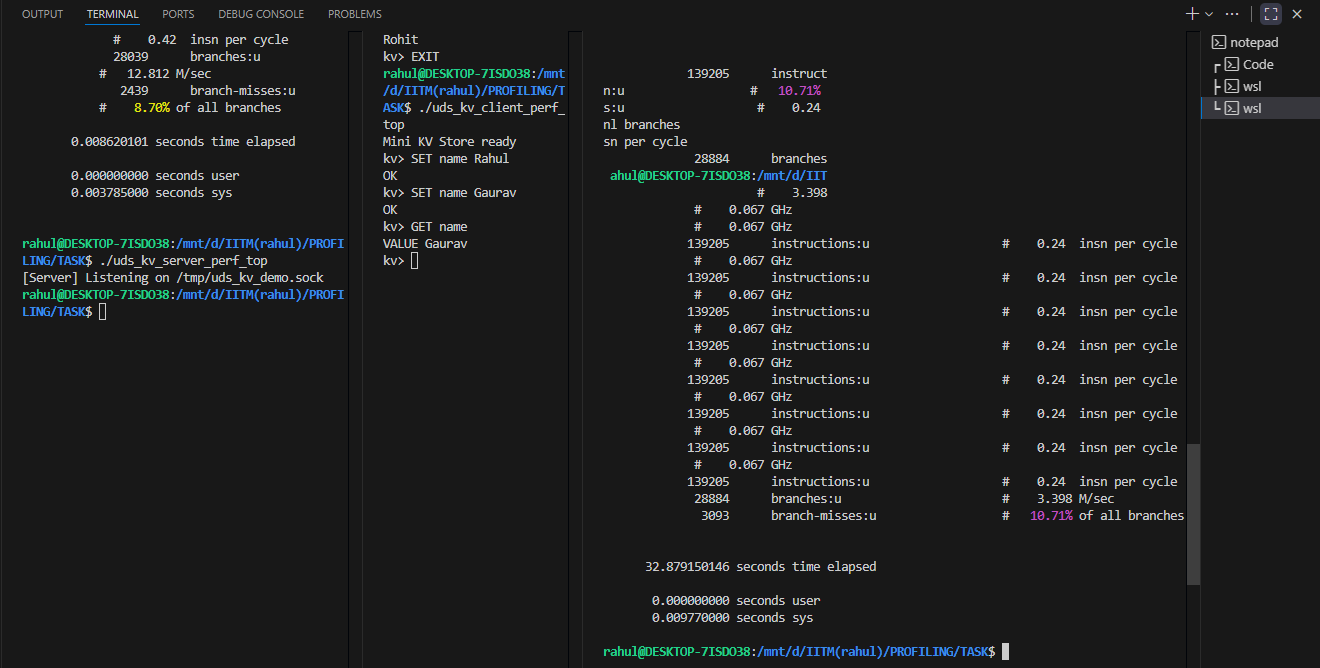 OUTPUT TERMINAL PORTS DEBUG CONSOLE PROBLEMS
# 0.42 insn per cycle
28039 branches:u
# 12.812 M/sec
2439 branch-misses:u
# 8.70% of all branches
0.008620101 seconds time elapsed
0.000000000 seconds user
0.003785000 seconds sys
rahul@DESKTOP-7ISDO38:/mnt/d/IITM(rahul)/PROFI
LING/TASK$ ./uds_kv_server_perf_top
[Server] Listening on /tmp/uds_kv_demo.sock
rahul@DESKTOP-7ISDO38:/mnt/d/IITM(rahul)/PROFI
LING/TASK$
Rohit
kv> EXIT
rahul@DESKTOP-7ISDO38:/mnt
/d/IITM(rahul)/PROFILING/T
ASK$ ./uds_kv_client_perf_
top
Mini KV Store ready
kv> SET name Rahul
OK
kv> SET name Gaurav
OK
kv> GET name
VALUE Gaurav
kv>
139205 instruct
n:u # 10.71%
s:u # 0.24
nl branches
sn per cycle
28884 branches
ahul@DESKTOP-7ISDO38:/mnt/d/IIT
# 3.398
# 0.067 GHz
# 0.067 GHz
139205 instructions:u # 0.24 insn per cycle
# 0.067 GHz
139205 instructions:u # 0.24 insn per cycle
# 0.067 GHz
139205 instructions:u # 0.24 insn per cycle
# 0.067 GHz
139205 instructions:u # 0.24 insn per cycle
# 0.067 GHz
139205 instructions:u # 0.24 insn per cycle
# 0.067 GHz
139205 instructions:u # 0.24 insn per cycle
# 0.067 GHz
139205 instructions:u # 0.24 insn per cycle
# 0.067 GHz
139205 instructions:u # 0.24 insn per cycle
28884 branches:u # 3.398 M/sec
3093 branch-misses:u # 10.71% of all branches
32.879150146 seconds time elapsed
0.000000000 seconds user
0.009770000 seconds sys
rahul@DESKTOP-7ISDO38:/mnt/d/IITM(rahul)/PROFILING/TASK$
notepad
Code
wsl
wsl